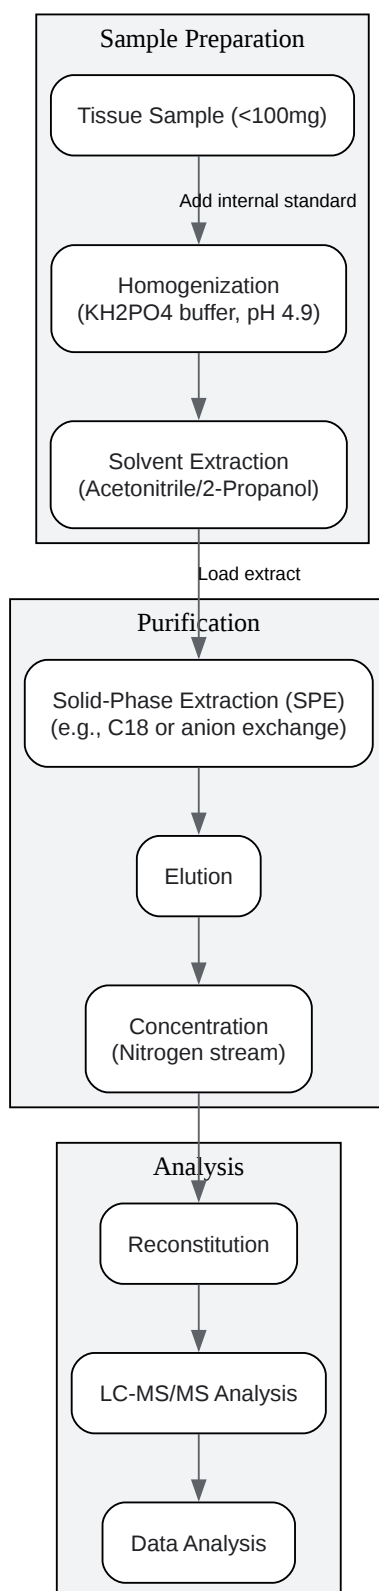 Sample Preparation
Tissue Sample (<100mg)
Add internal standard
Homogenization
(KH2PO4 buffer, pH 4.9)
Solvent Extraction
(Acetonitrile/2-Propanol)
Load extract
Purification
Solid-Phase Extraction (SPE)
(e.g., C18 or anion exchange)
Elution
Concentration
(Nitrogen stream)
Analysis
Reconstitution
LC-MS/MS Analysis
Data Analysis